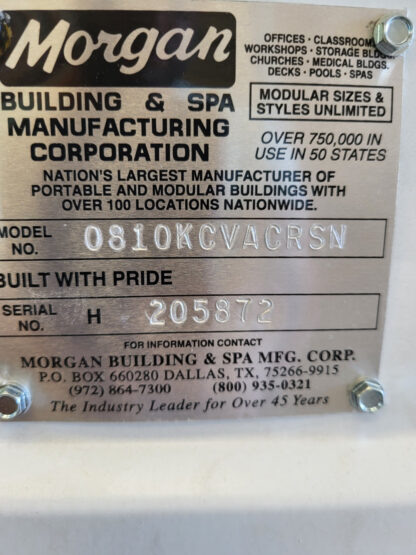 Morgan
OFFICES · CLASSROOMS
WORKSHOPS · STORAGE BLDGS.
CHURCHES · MEDICAL BLDGS.
DECKS · POOLS · SPAS
BUILDING & SPA
MANUFACTURING
CORPORATION
MODULAR SIZES &
STYLES UNLIMITED
OVER 750,000 IN
USE IN 50 STATES
NATION'S LARGEST MANUFACTURER OF
PORTABLE AND MODULAR BUILDINGS WITH
OVER 100 LOCATIONS NATIONWIDE.
MODEL
NO.
0810KCVACRSN
BUILT WITH PRIDE
SERIAL
NO.
H 205872
FOR INFORMATION CONTACT
MORGAN BUILDING & SPA MFG. CORP.
P.O. BOX 660280 DALLAS, TX, 75266-9915
(972) 864-7300 (800) 935-0321
The Industry Leader for Over 45 Years